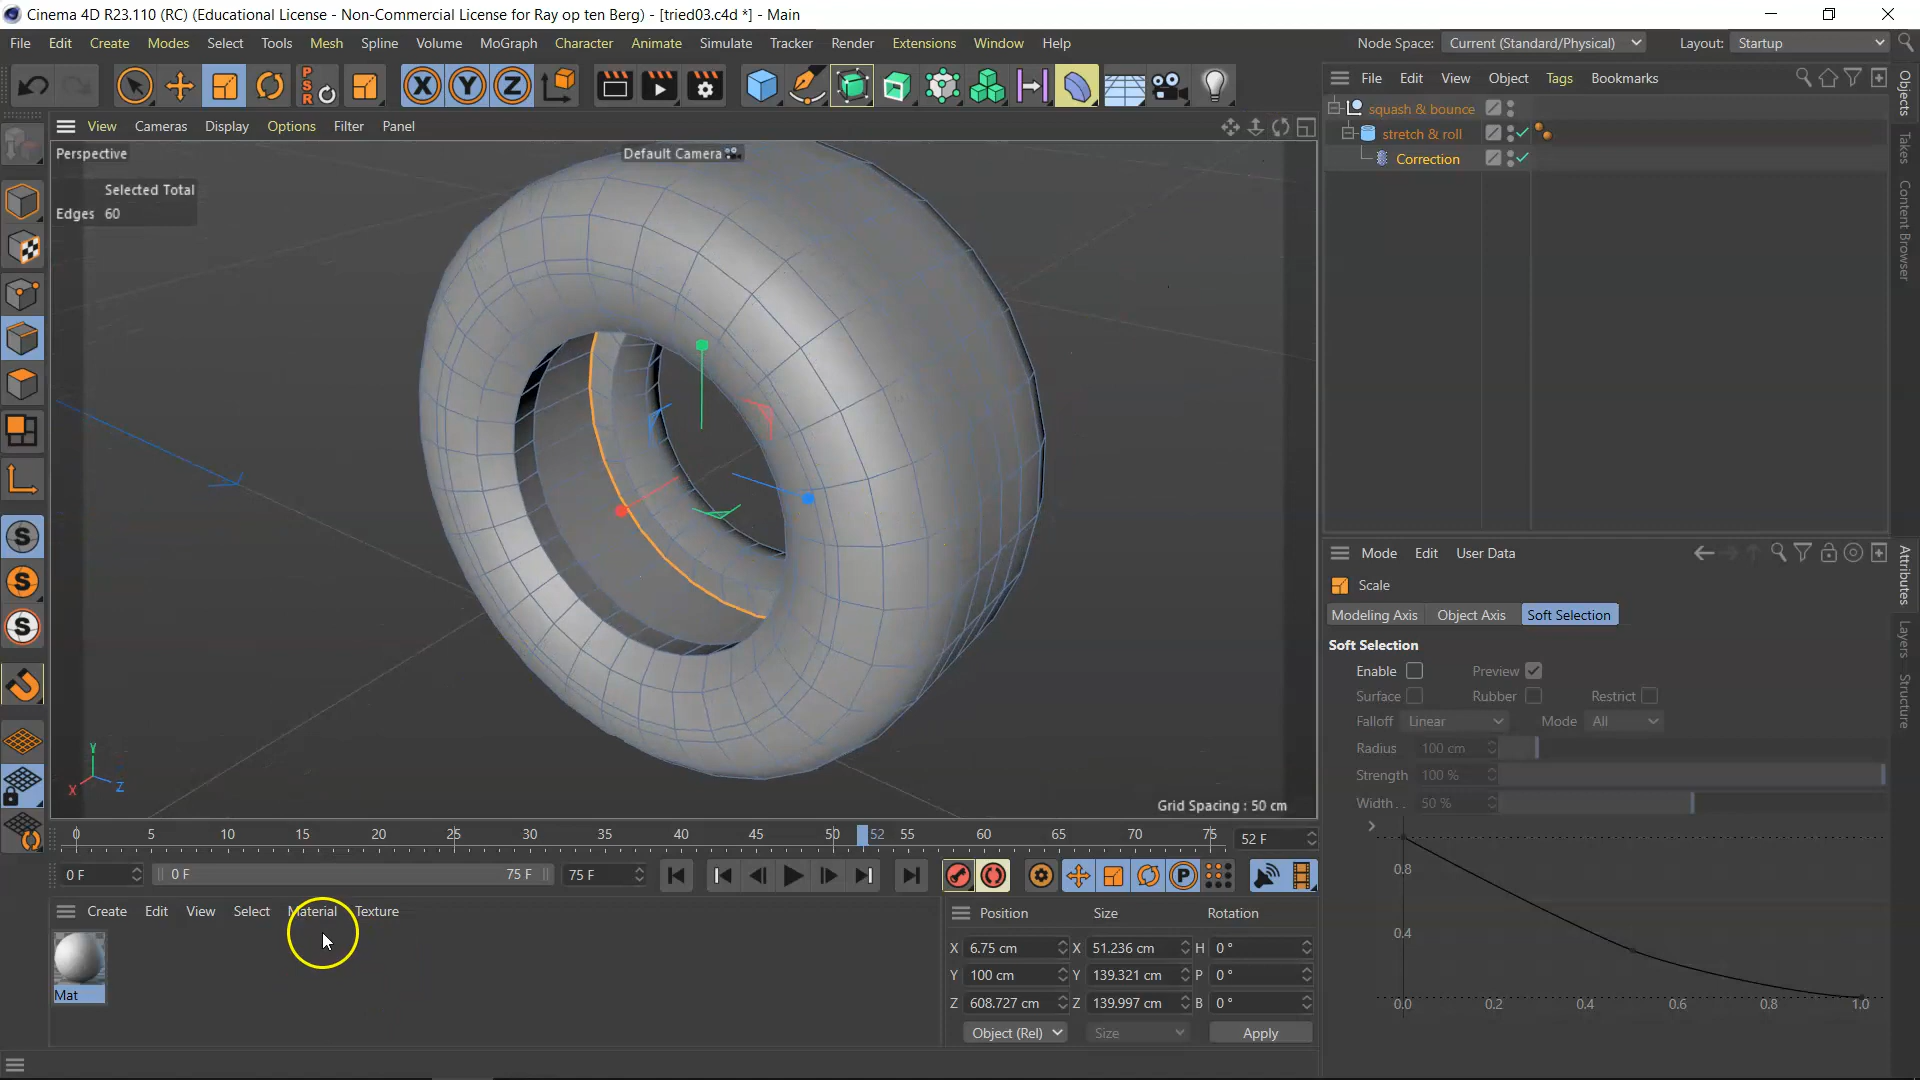 Cinema 4D R23.110 (RC) (Educational License - Non-Commercial License for Ray op ten Berg) - [tried03.c4d *] - Main
File Edit Create Modes Select Tools Mesh Spline Volume MoGraph Character Animate Simulate Tracker Render Extensions Window Help
Node Space: Current (Standard/Physical) Layout: Startup
PSR X Y Z
File Edit View Object Tags Bookmarks
View Cameras Display Options Filter Panel
Perspective Default Camera
Selected Total
Edges 60
squash & bounce
stretch & roll
Correction
Objects
Takes
Content Browser
S
S
S
Y
X Z
Grid Spacing : 50 cm
Mode Edit User Data
Scale
Modeling Axis Object Axis Soft Selection
Soft Selection
Enable Preview
Surface Rubber Restrict
Falloff Linear Mode All
Radius 100 cm
Strength 100 %
Width . . 50 %
0.8
0.4
0.0 0.2 0.4 0.6 0.8 1.0
Attributes
Layers
Structure
0 5 10 15 20 25 30 35 40 45 50 52 55 60 65 70 75 52 F
0 F 0 F 75 F 75 F
P
Create Edit View Select Material Texture
Mat
Position Size Rotation
X 6.75 cm X 51.236 cm H 0 °
Y 100 cm Y 139.321 cm P 0 °
Z 608.727 cm Z 139.997 cm B 0 °
Object (Rel) Size Apply